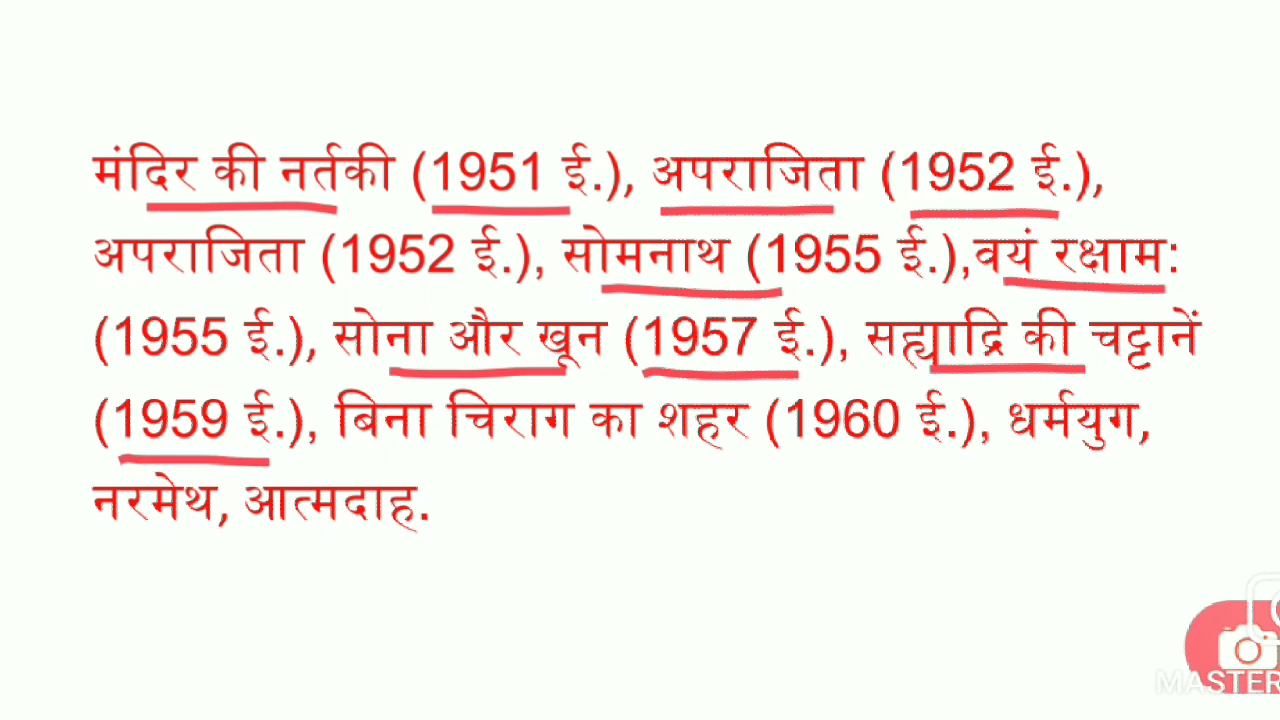 मंदिर की नर्तकी (1951 ई.), अपराजिता (1952 ई.),
अपराजिता (1952 ई.), सोमनाथ (1955 ई.),वयं रक्षाम:
(1955 ई.), सोना और खून (1957 ई.), सह्याद्रि की चट्टानें
(1959 ई.), बिना चिराग का शहर (1960 ई.), धर्मयुग,
नरमेथ, आत्मदाह.
MASTER